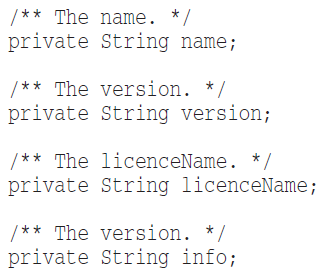 /** The name. */
private String name;
/** The version. */
private String version;
/** The licenceName. */
private String licenceName;
/** The version. */
private String info;